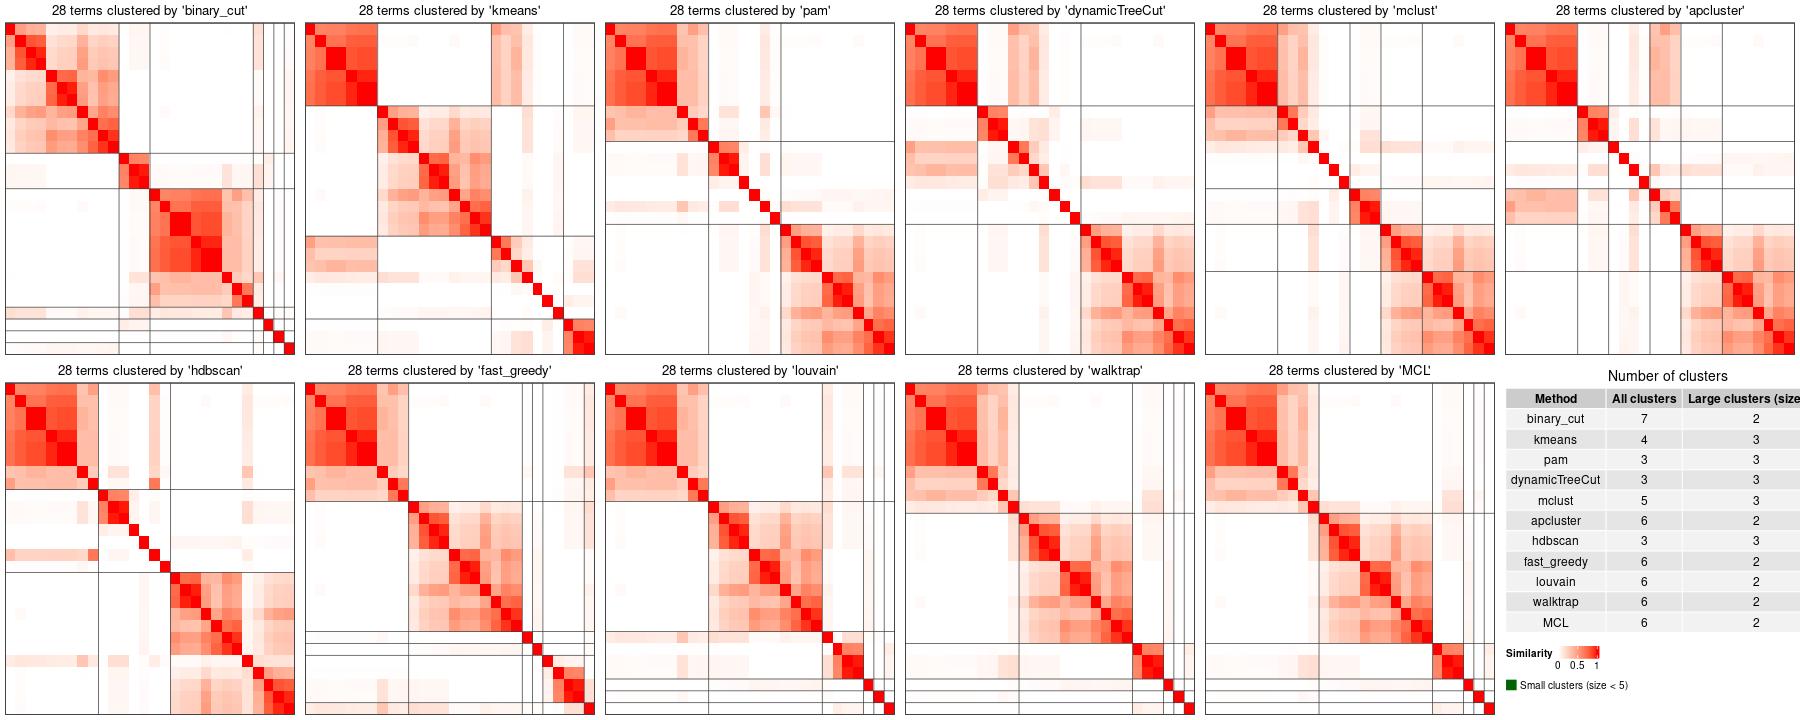 28 terms clustered by 'binary_cut'
28 terms clustered by 'kmeans'
28 terms clustered by 'pam'
28 terms clustered by 'dynamicTreeCut'
28 terms clustered by 'mclust'
28 terms clustered by 'apcluster'
28 terms clustered by 'hdbscan'
28 terms clustered by 'fast_greedy'
28 terms clustered by 'louvain'
28 terms clustered by 'walktrap'
28 terms clustered by 'MCL'
Number of clusters
Method All clusters Large clusters (size
binary_cut 7 2
kmeans 4 3
pam 3 3
dynamicTreeCut 3 3
mclust 5 3
apcluster 6 2
hdbscan 3 3
fast_greedy 6 2
louvain 6 2
walktrap 6 2
MCL 6 2
Similarity
0 0.5 1
Small clusters (size < 5)